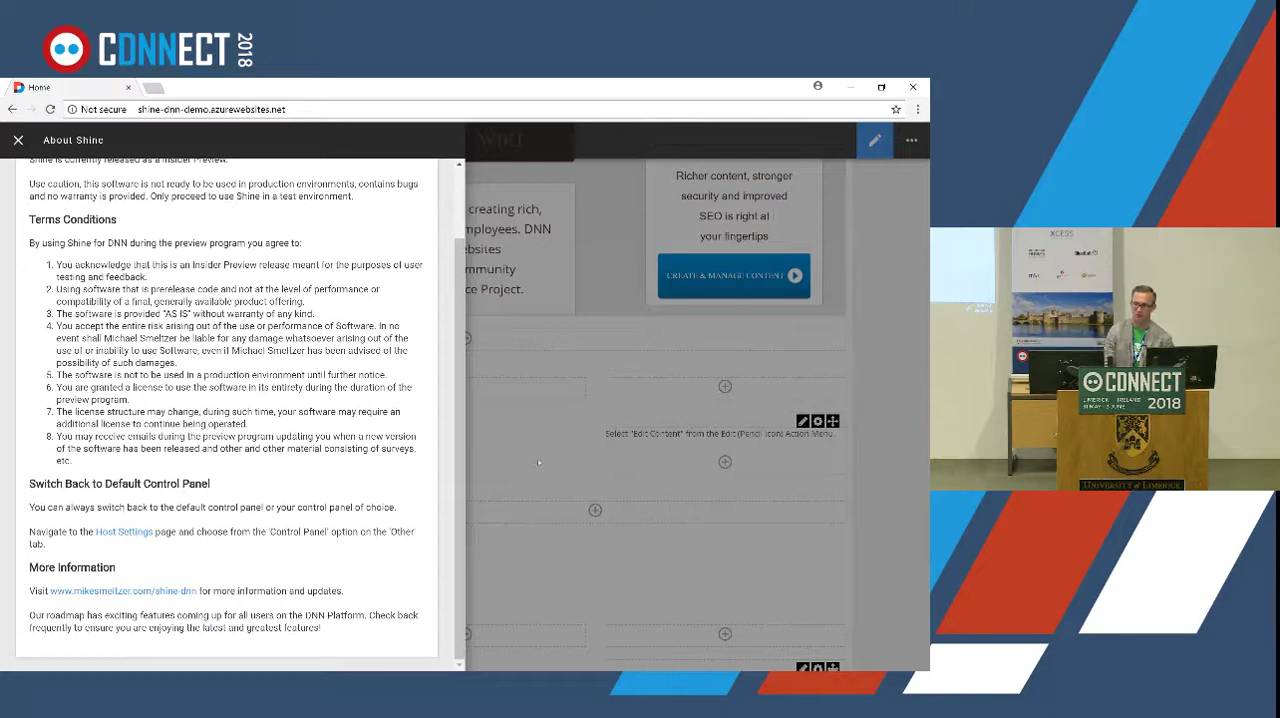 CDNNECT 2018
Home
Not secure shine-dnn-demo.azurewebsites.net
About Shine
Shine is currently released as a Insider Preview.
Use caution, this software is not ready to be used in production environments, contains bugs
and no warranty is provided. Only proceed to use Shine in a test environment.
Terms Conditions
By using Shine for DNN during the preview program you agree to:
1. You acknowledge that this is an Insider Preview release meant for the purposes of user
testing and feedback.
2. Using software that is prerelease code and not at the level of performance or
compatibility of a final, generally available product offering.
3. The software is provided "AS IS" without warranty of any kind.
4. You accept the entire risk arising out of the use or performance of Software. In no
event shall Michael Smeltzer be liable for any damage whatsoever arising out of the
use of or inability to use Software, even if Michael Smeltzer has been advised of the
possibility of such damages.
5. The software is not to be used in a production environment until further notice.
6. You are granted a license to use the software in its entirety during the duration of the
preview program.
7. The license structure may change, during such time, your software may require an
additional license to continue being operated.
8. You may receive emails during the preview program updating you when a new version
of the software has been released and other and other material consisting of surveys,
etc.
Switch Back to Default Control Panel
You can always switch back to the default control panel or your control panel of choice.
Navigate to the Host Settings page and choose from the 'Control Panel' option on the 'Other'
tab.
More Information
Visit www.mikesmeltzer.com/shine-dnn for more information and updates.
Our roadmap has exciting features coming up for all users on the DNN Platform. Check back
frequently to ensure you are enjoying the latest and greatest features!
creating rich,
mployees. DNN
ebsites
mmunity
ce Project.
Richer content, stronger
security and improved
SEO is right at
your fingertips
CREATE & MANAGE CONTENT
Select "Edit Content" from the Edit (Pencil Icon) Action Menu.
XCESS
CONNECT
LIMERICK IRELAND
2018
UNIVERSITY of LIMERICK